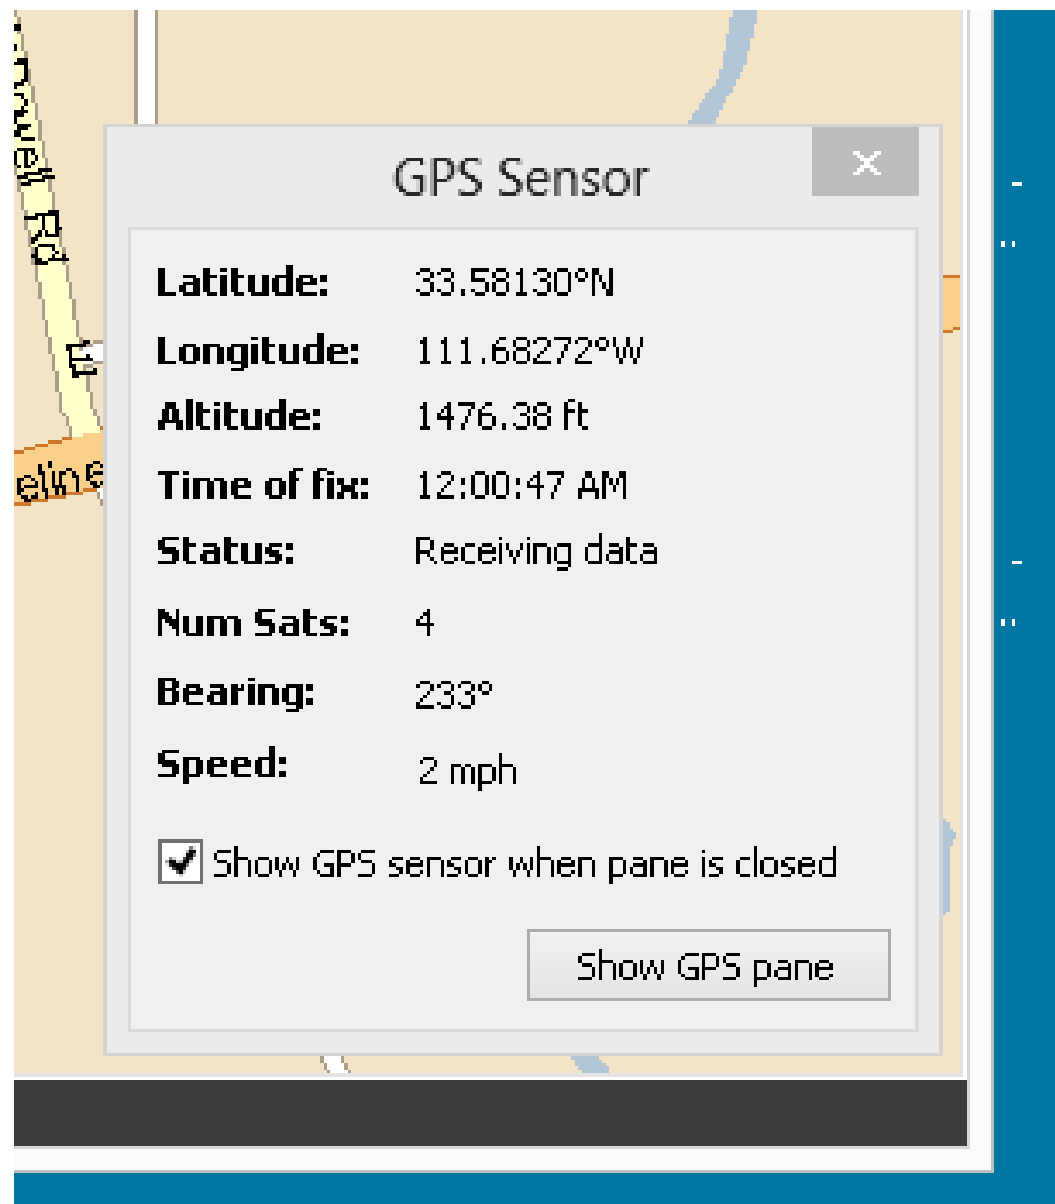 GPS Sensor
Latitude: 33.58130°N
Longitude: 111.68272°W
Altitude: 1476.38 ft
Time of fix: 12:00:47 AM
Status: Receiving data
Num Sats: 4
Bearing: 233°
Speed: 2 mph
Show GPS sensor when pane is closed
Show GPS pane
Rd
E
eline